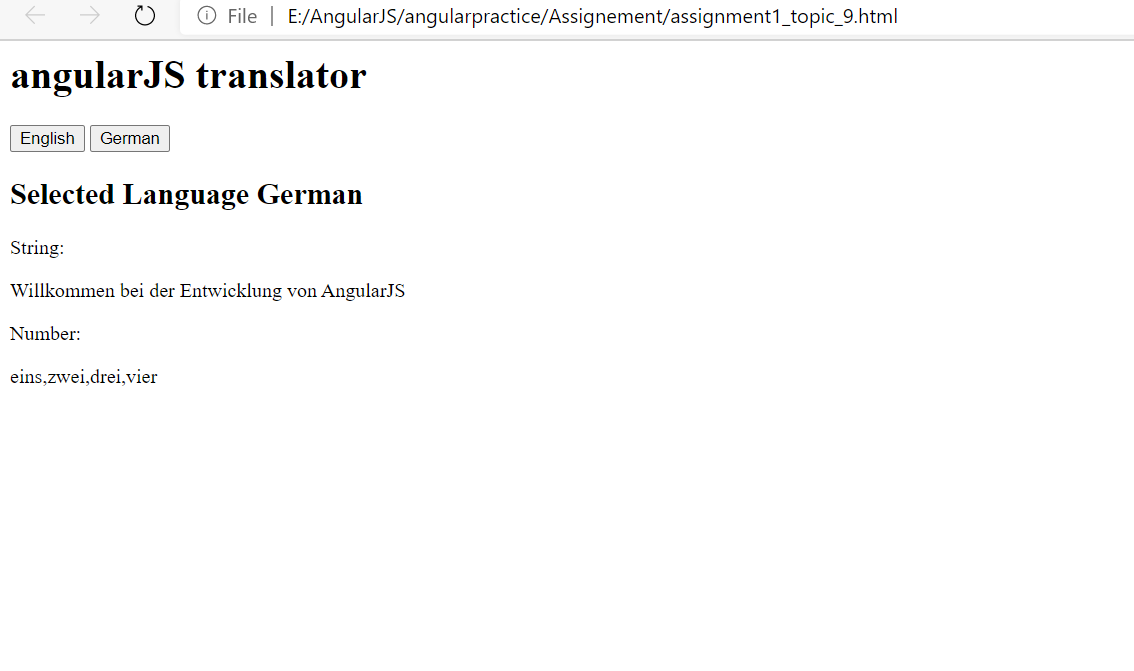 File | E:/AngularJS/angularpractice/Assignement/assignment1_topic_9.html
angularJS translator
English German
Selected Language German
String:
Willkommen bei der Entwicklung von AngularJS
Number:
eins,zwei,drei,vier